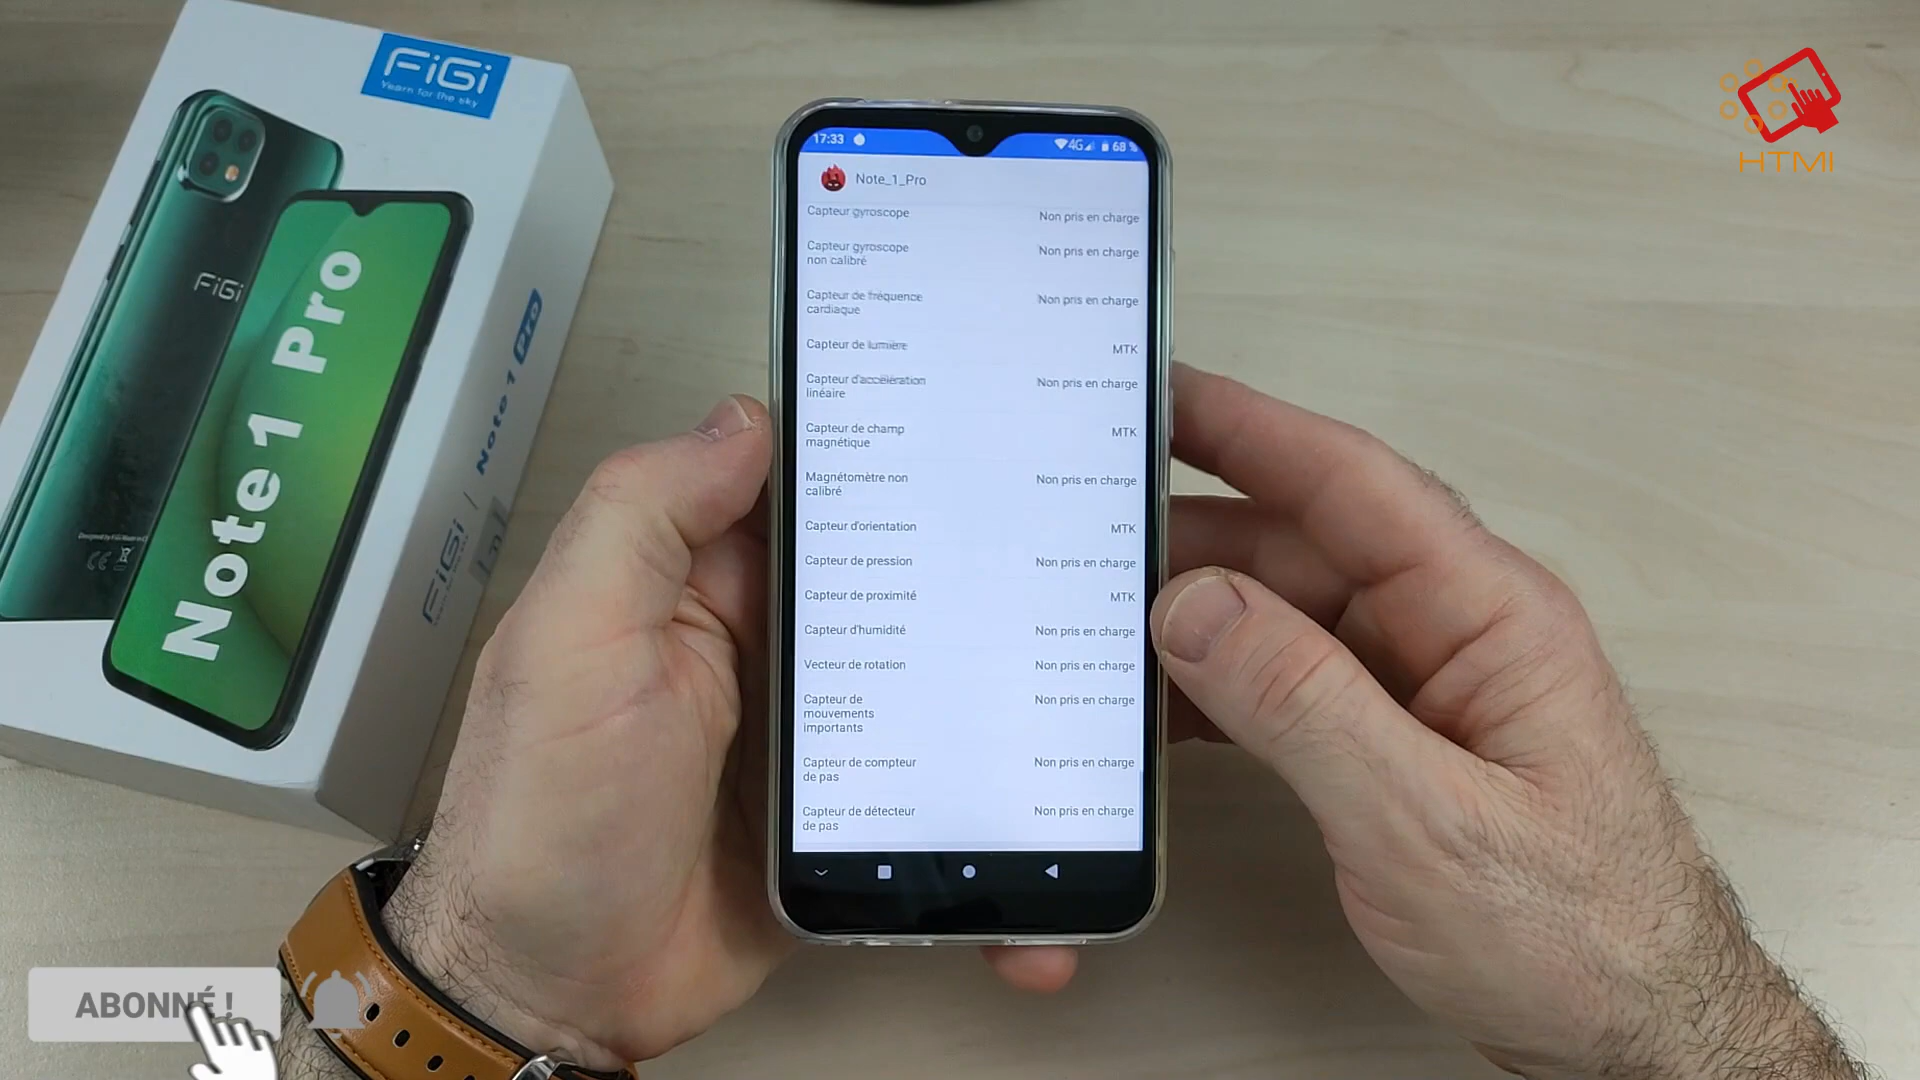 FiGi
Yearn for the sky
FiGi
Note 1 Pro
Note 1 Pro
FiGi
HTMI
17:33
4G
68 %
Note_1_Pro
Capteur gyroscope Non pris en charge
Capteur gyroscope Non pris en charge
non calibré
Capteur de fréquence Non pris en charge
cardiaque
Capteur de lumière MTK
Capteur d'accélération Non pris en charge
linéaire
Capteur de champ MTK
magnétique
Magnétomètre non Non pris en charge
calibré
Capteur d'orientation MTK
Capteur de pression Non pris en charge
Capteur de proximité MTK
Capteur d'humidité Non pris en charge
Vecteur de rotation Non pris en charge
Capteur de Non pris en charge
mouvements
importants
Capteur de compteur Non pris en charge
de pas
Capteur de détecteur Non pris en charge
de pas
ABONNÉ !